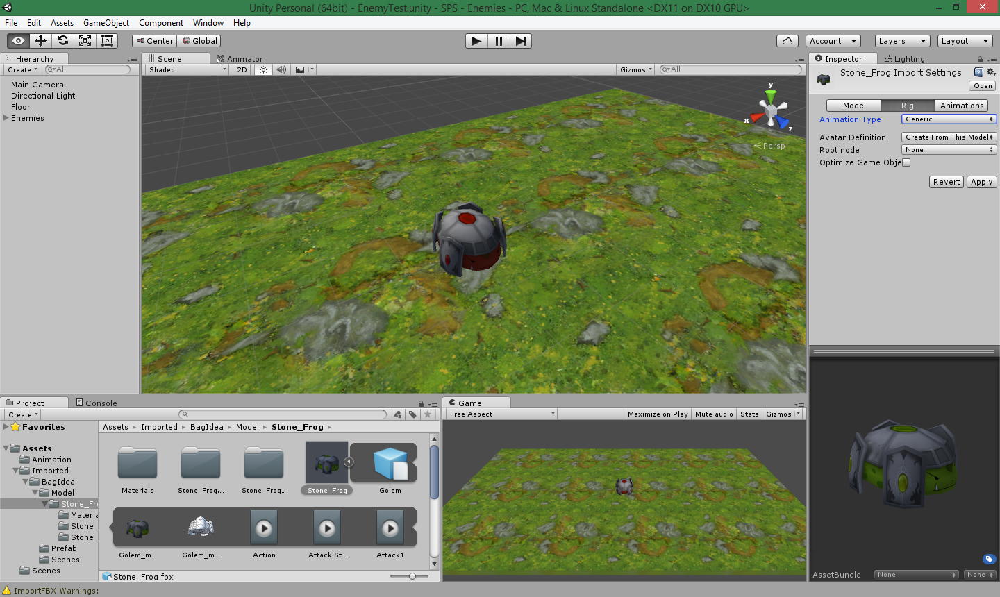 Unity Personal (64bit) - EnemyTest.unity - SPS - Enemies - PC, Mac & Linux Standalone <DX11 on DX10 GPU>
File Edit Assets GameObject Component Window Help
Center Global
Account Layers Layout
Hierarchy
Create All
Main Camera
Directional Light
Floor
Enemies
Scene Animator
Shaded 2D Gizmos All
y
x
z
Persp
Inspector Lighting
Stone_Frog Import Settings
Open
Model Rig Animations
Animation Type Generic
Avatar Definition Create From This Model
Root node None
Optimize Game Obje
Revert Apply
Project Console
Create
Favorites
Assets
Animation
Imported
BagIdea
Model
Stone_Fro
Materia
Stone_
Stone_
Prefab
Scenes
Scenes
Assets Imported BagIdea Model Stone_Frog
Materials Stone_Frog.... Stone_Frog... Stone_Frog Golem
Golem_m... Golem_m... Action Attack St... Attack1
Stone_Frog.fbx
Game
Free Aspect Maximize on Play Mute audio Stats Gizmos
AssetBundle None None
ImportFBX Warnings: